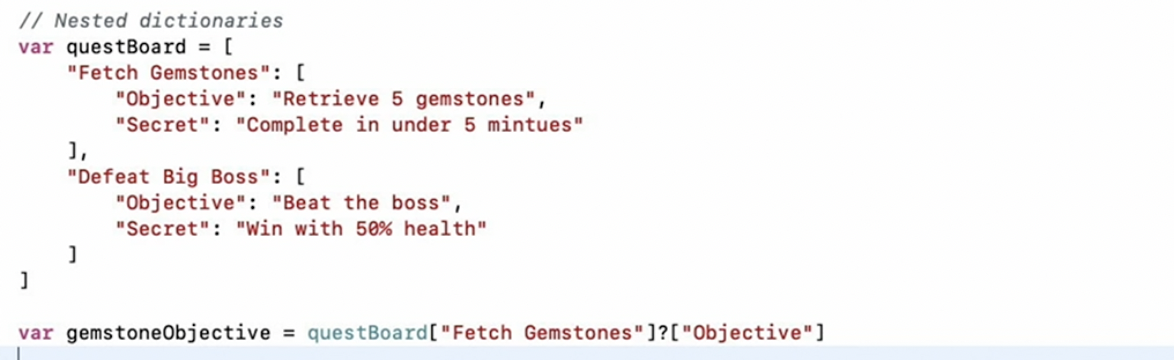 // Nested dictionaries
var questBoard = [
"Fetch Gemstones": [
"Objective": "Retrieve 5 gemstones",
"Secret": "Complete in under 5 mintues"
],
"Defeat Big Boss": [
"Objective": "Beat the boss",
"Secret": "Win with 50% health"
]
]
var gemstoneObjective = questBoard["Fetch Gemstones"]?["Objective"]